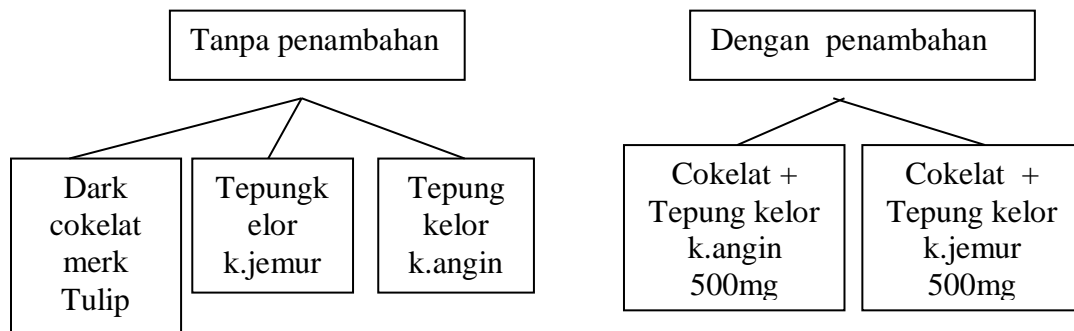 Tanpa penambahan
Dengan penambahan
Dark
cokelat
merk
Tulip
Tepungk
elor
k.jemur
Tepung
kelor
k.angin
Cokelat +
Tepung kelor
k.angin
500mg
Cokelat +
Tepung kelor
k.jemur
500mg